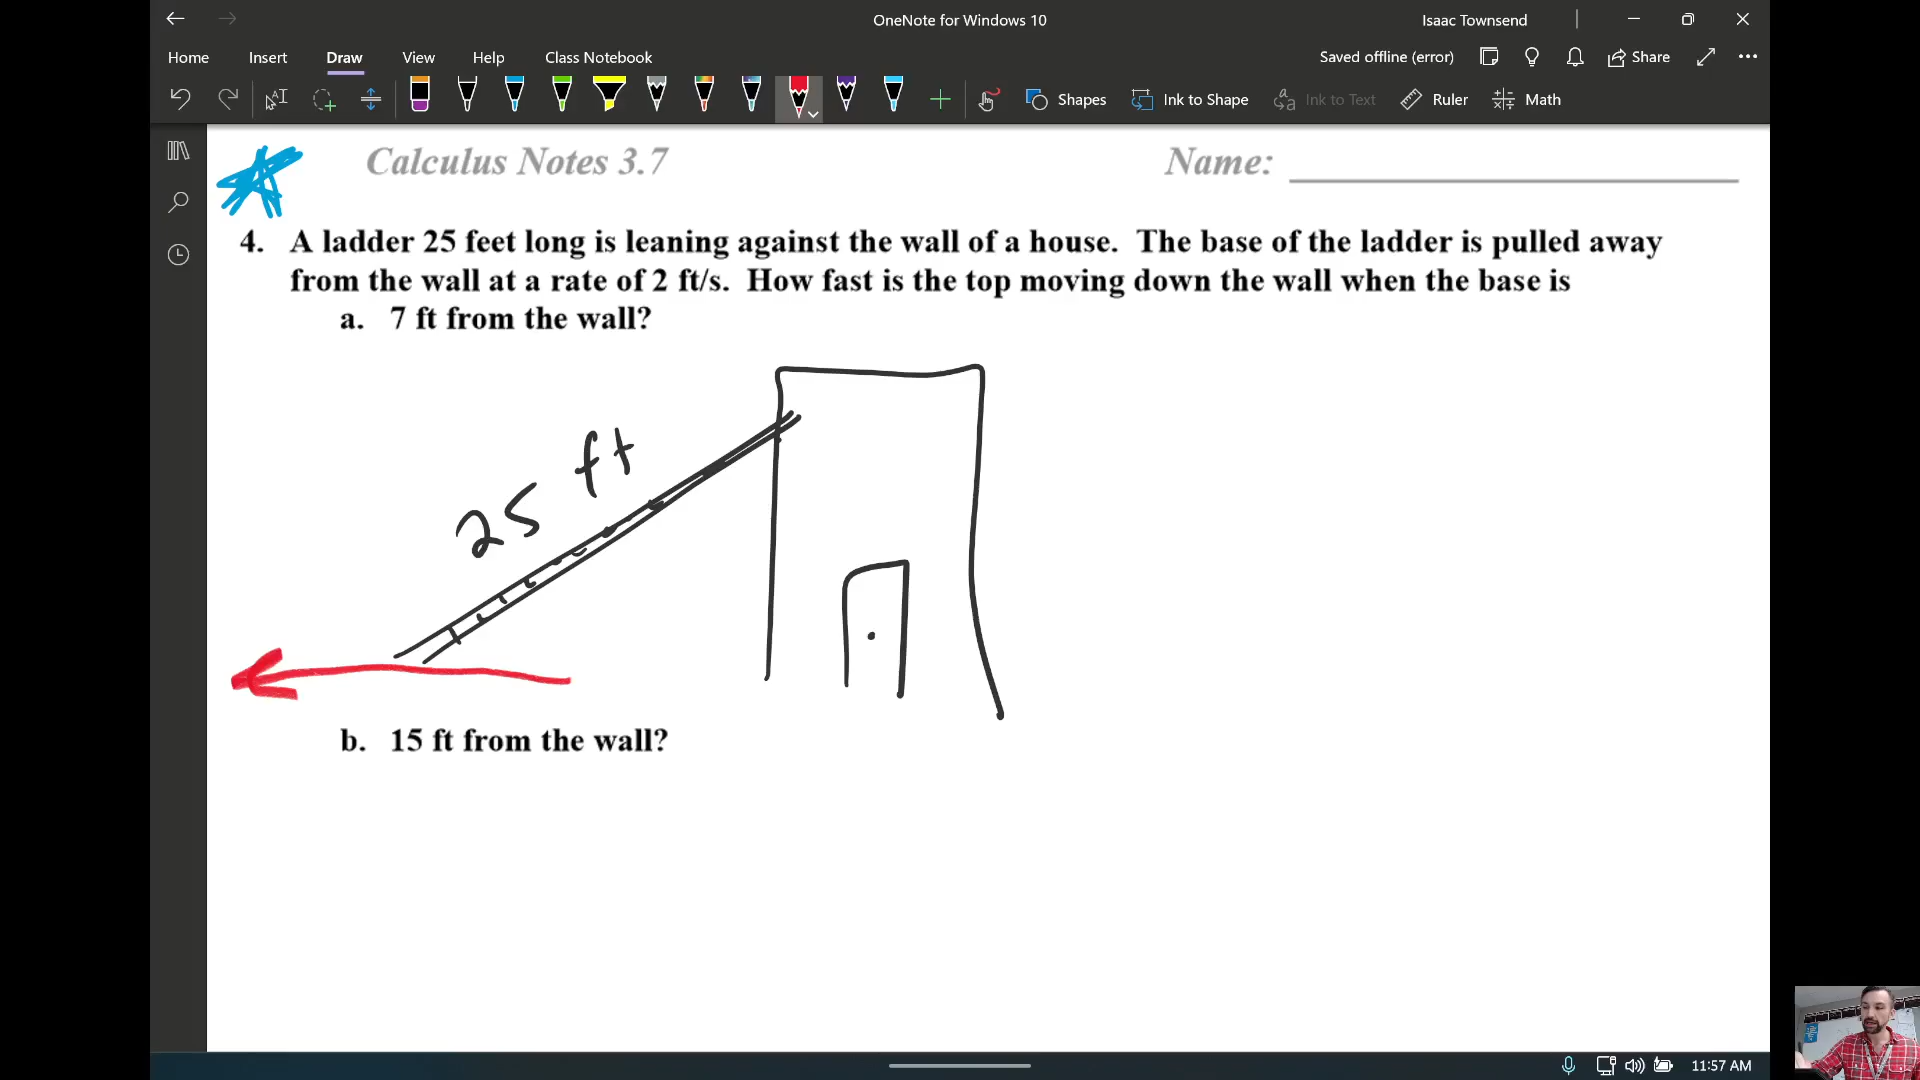 OneNote for Windows 10
Isaac Townsend
Home Insert Draw View Help Class Notebook
Saved offline (error) Share
Shapes Ink to Shape Ink to Text Ruler Math
Calculus Notes 3.7 Name:
4. A ladder 25 feet long is leaning against the wall of a house. The base of the ladder is pulled away
from the wall at a rate of 2 ft/s. How fast is the top moving down the wall when the base is
a. 7 ft from the wall?
25 ft
b. 15 ft from the wall?
11:57 AM